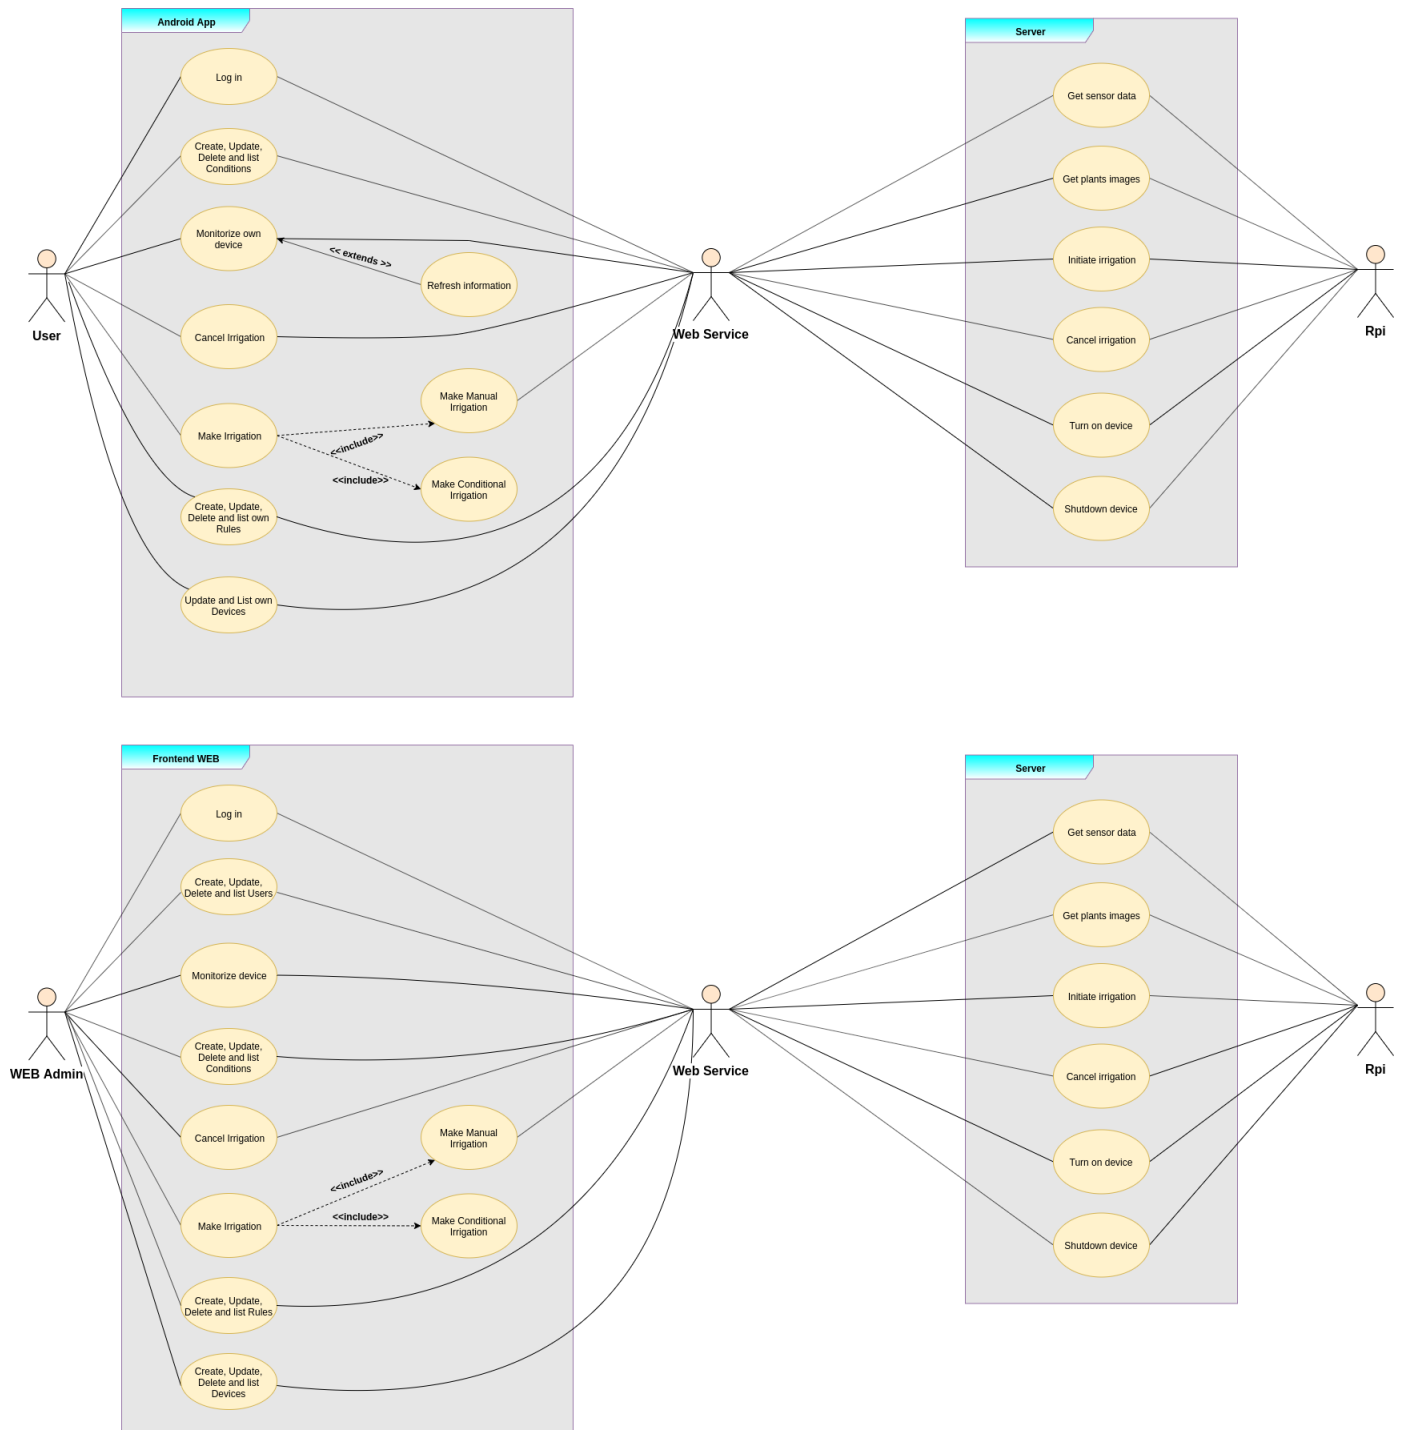 Android App
Log in
Create, Update,
Delete and list
Conditions
Monitorize own
device
<< extends >>
Refresh information
Cancel Irrigation
Make Manual
Irrigation
Make Irrigation
<<include>>
<<include>>
Make Conditional
Irrigation
Create, Update,
Delete and list own
Rules
Update and List own
Devices
User
Web Service
Server
Get sensor data
Get plants images
Initiate irrigation
Cancel irrigation
Turn on device
Shutdown device
Rpi
Frontend WEB
Log in
Create, Update,
Delete and list Users
Monitorize device
Create, Update,
Delete and list
Conditions
Cancel Irrigation
Make Manual
Irrigation
Make Irrigation
<<include>>
<<include>>
Make Conditional
Irrigation
Create, Update,
Delete and list Rules
Create, Update,
Delete and list
Devices
WEB Admin
Web Service
Server
Get sensor data
Get plants images
Initiate irrigation
Cancel irrigation
Turn on device
Shutdown device
Rpi